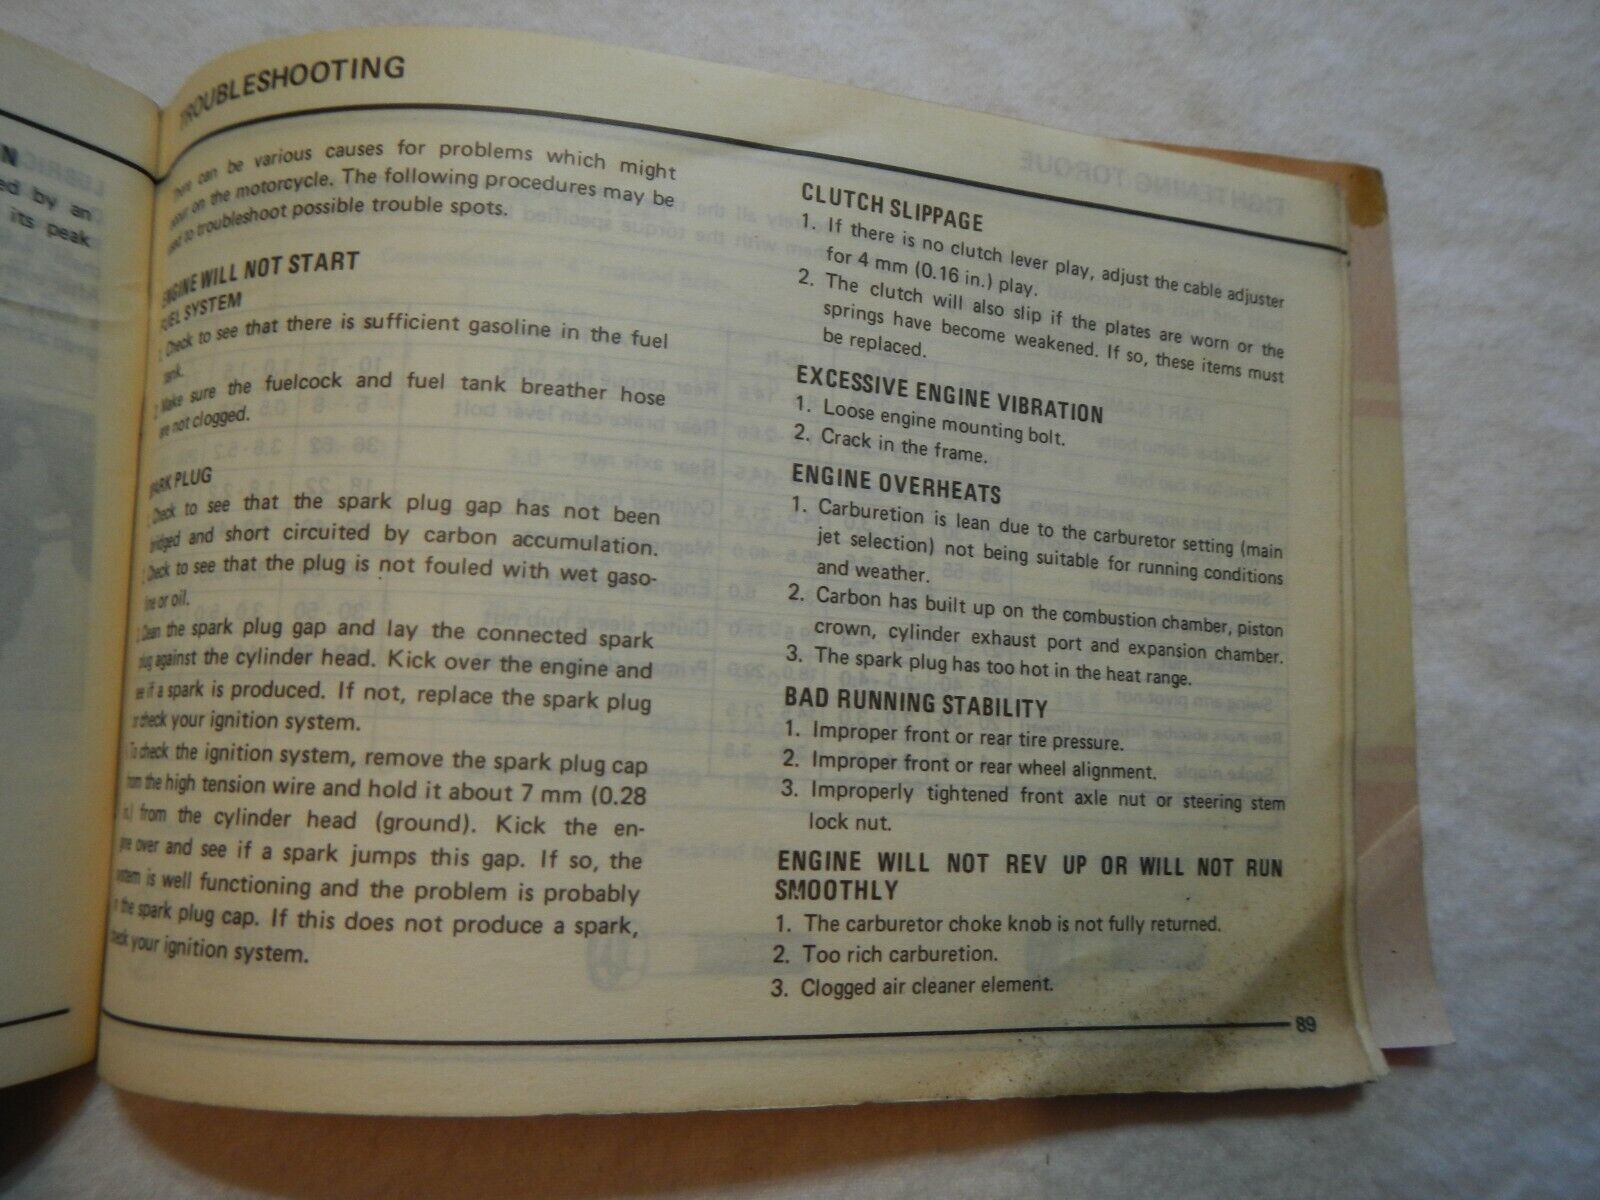 N
ed by an
its peak
TROUBLESHOOTING
There can be various causes for problems which might
occur on the motorcycle. The following procedures may be
used to troubleshoot possible trouble spots.
ENGINE WILL NOT START
FUEL SYSTEM
1. Check to see that there is sufficient gasoline in the fuel
tank.
2. Make sure the fuelcock and fuel tank breather hose
are not clogged.
SPARK PLUG
1. Check to see that the spark plug gap has not been
bridged and short circuited by carbon accumulation.
2. Check to see that the plug is not fouled with wet gaso-
line or oil.
3. Clean the spark plug gap and lay the connected spark
plug against the cylinder head. Kick over the engine and
see if a spark is produced. If not, replace the spark plug
or check your ignition system.
To check the ignition system, remove the spark plug cap
from the high tension wire and hold it about 7 mm (0.28
in.) from the cylinder head (ground). Kick the en-
gine over and see if a spark jumps this gap. If so, the
system is well functioning and the problem is probably
in the spark plug cap. If this does not produce a spark,
check your ignition system.
CLUTCH SLIPPAGE
1. If there is no clutch lever play, adjust the cable adjuster
for 4 mm (0.16 in.) play.
2. The clutch will also slip if the plates are worn or the
springs have become weakened. If so, these items must
be replaced.
EXCESSIVE ENGINE VIBRATION
1. Loose engine mounting bolt.
2. Crack in the frame.
ENGINE OVERHEATS
1. Carburetion is lean due to the carburetor setting (main
jet selection) not being suitable for running conditions
and weather.
2. Carbon has built up on the combustion chamber, piston
crown, cylinder exhaust port and expansion chamber.
3. The spark plug has too hot in the heat range.
BAD RUNNING STABILITY
1. Improper front or rear tire pressure.
2. Improper front or rear wheel alignment.
3. Improperly tightened front axle nut or steering stem
lock nut.
ENGINE WILL NOT REV UP OR WILL NOT RUN
SMOOTHLY
1. The carburetor choke knob is not fully returned.
2. Too rich carburetion.
3. Clogged air cleaner element.
89